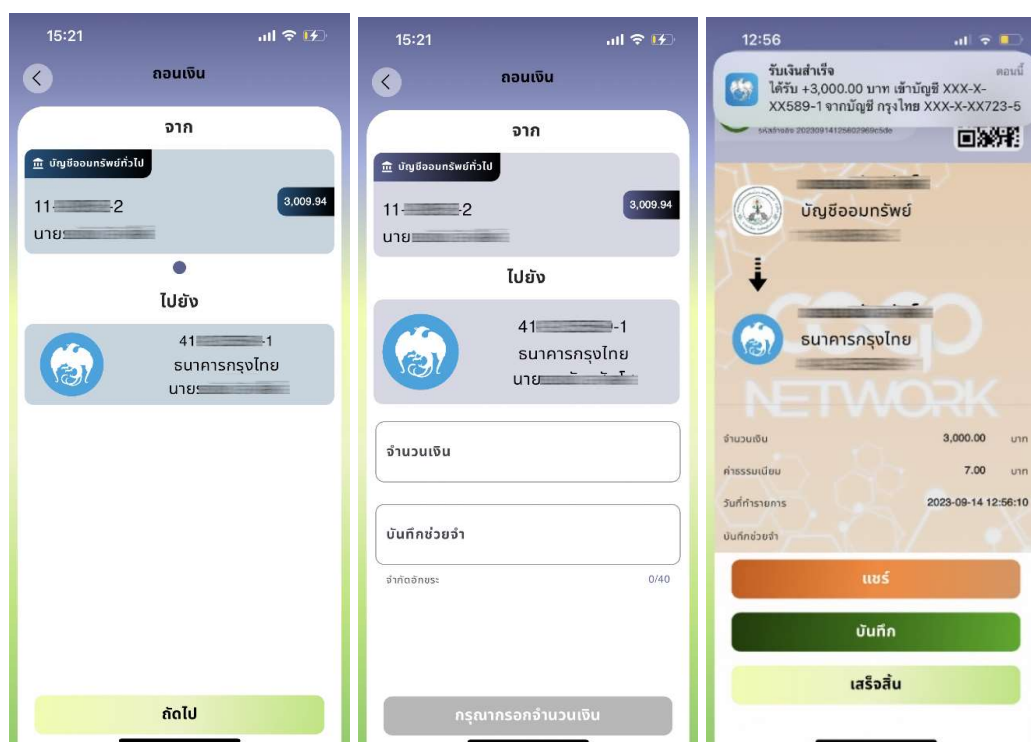 15:21
ถอนเงิน
จาก
บัญชีออมทรัพย์ทั่วไป
11- -2
3,009.94
นาย
ไปยัง
41 -1
ธนาคารกรุงไทย
นาย
ถัดไป
15:21
ถอนเงิน
จาก
บัญชีออมทรัพย์ทั่วไป
11- -2
3,009.94
นาย
ไปยัง
41 -1
ธนาคารกรุงไทย
นาย
จำนวนเงิน
บันทึกช่วยจำ
จำกัดอักขระ 0/40
กรุณากรอกจำนวนเงิน
12:56
รับเงินสำเร็จ ตอนนี้
ได้รับ +3,000.00 บาท เข้าบัญชี XXX-X-
XX589-1 จากบัญชี กรุงไทย XXX-X-XX723-5
บัญชีออมทรัพย์
ธนาคารกรุงไทย
NETWORK
จำนวนเงิน 3,000.00 บาท
ค่าธรรมเนียม 7.00 บาท
วันที่ทำรายการ 2023-09-14 12:56:10
บันทึกช่วยจำ
แชร์
บันทึก
เสร็จสิ้น